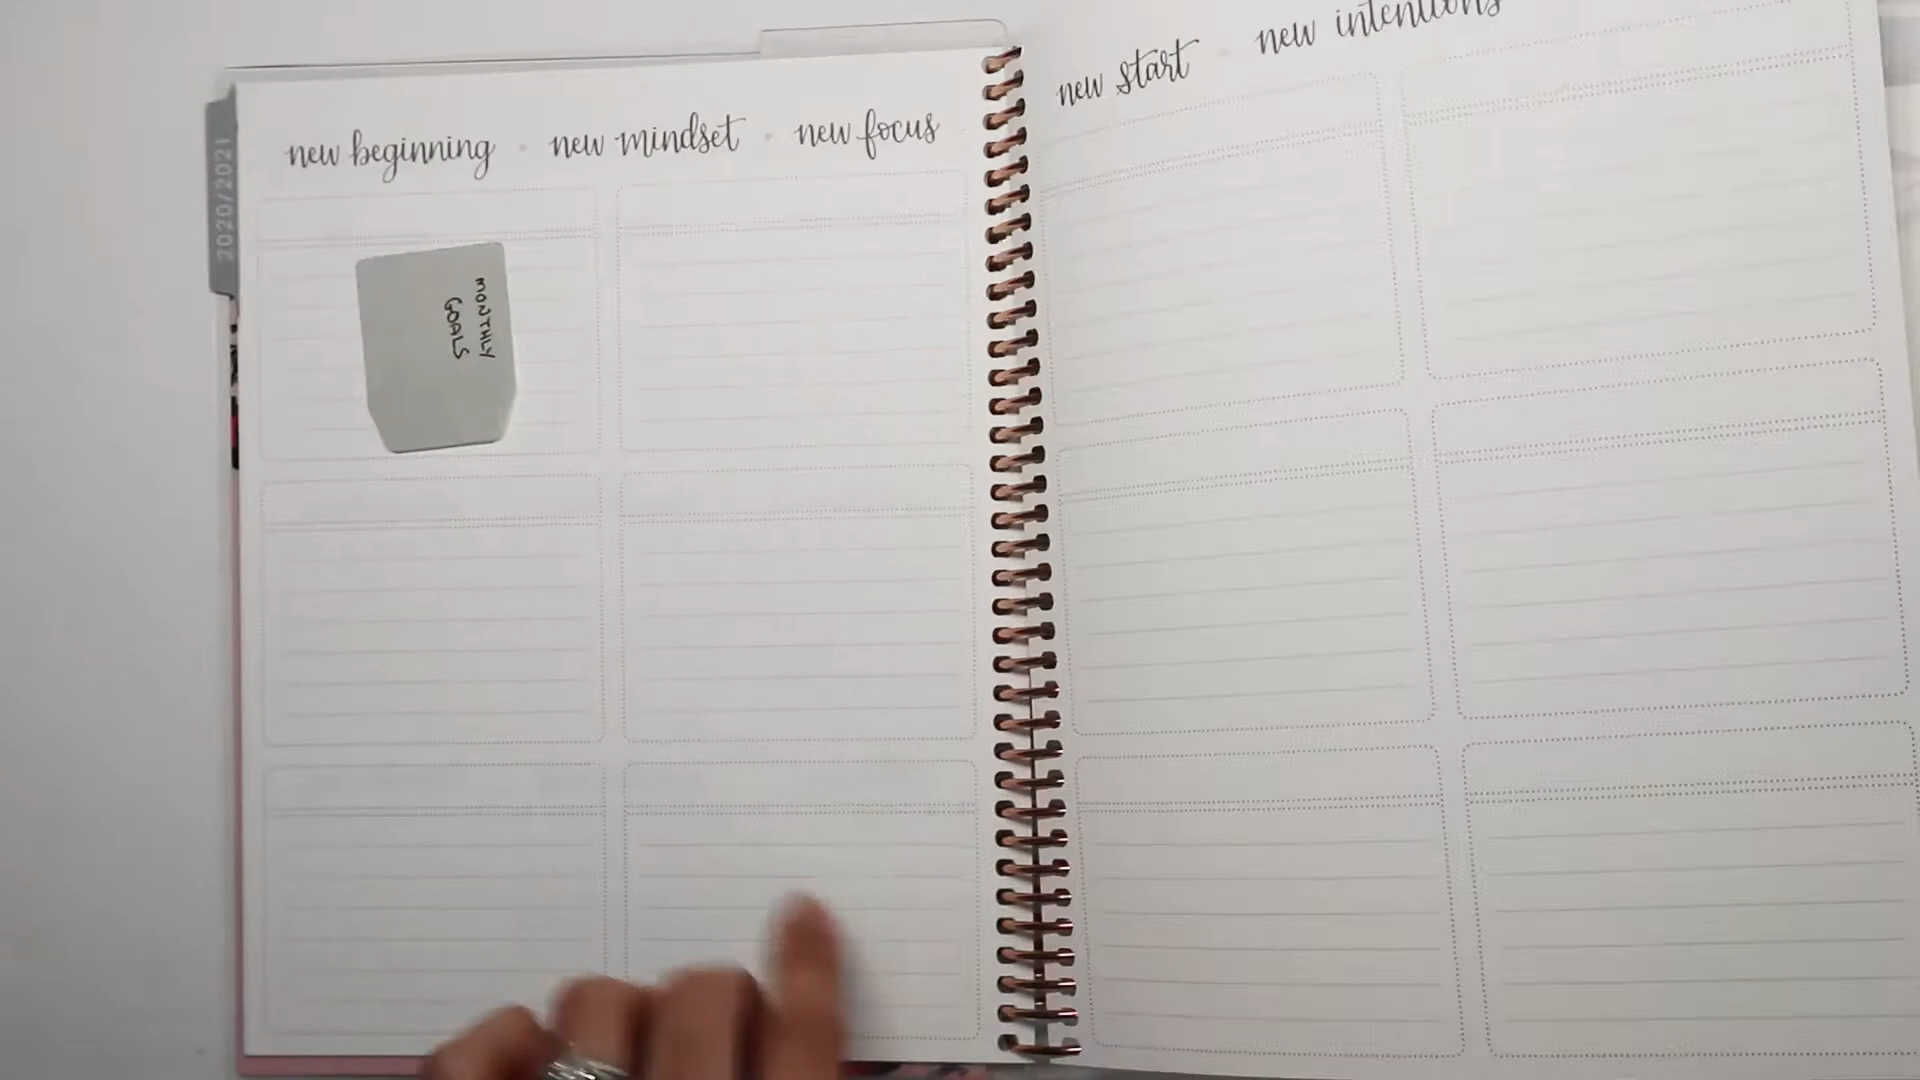 new beginning • new mindset • new focus
new start • new intentions
2020/2021
MONTHLY
GOALS